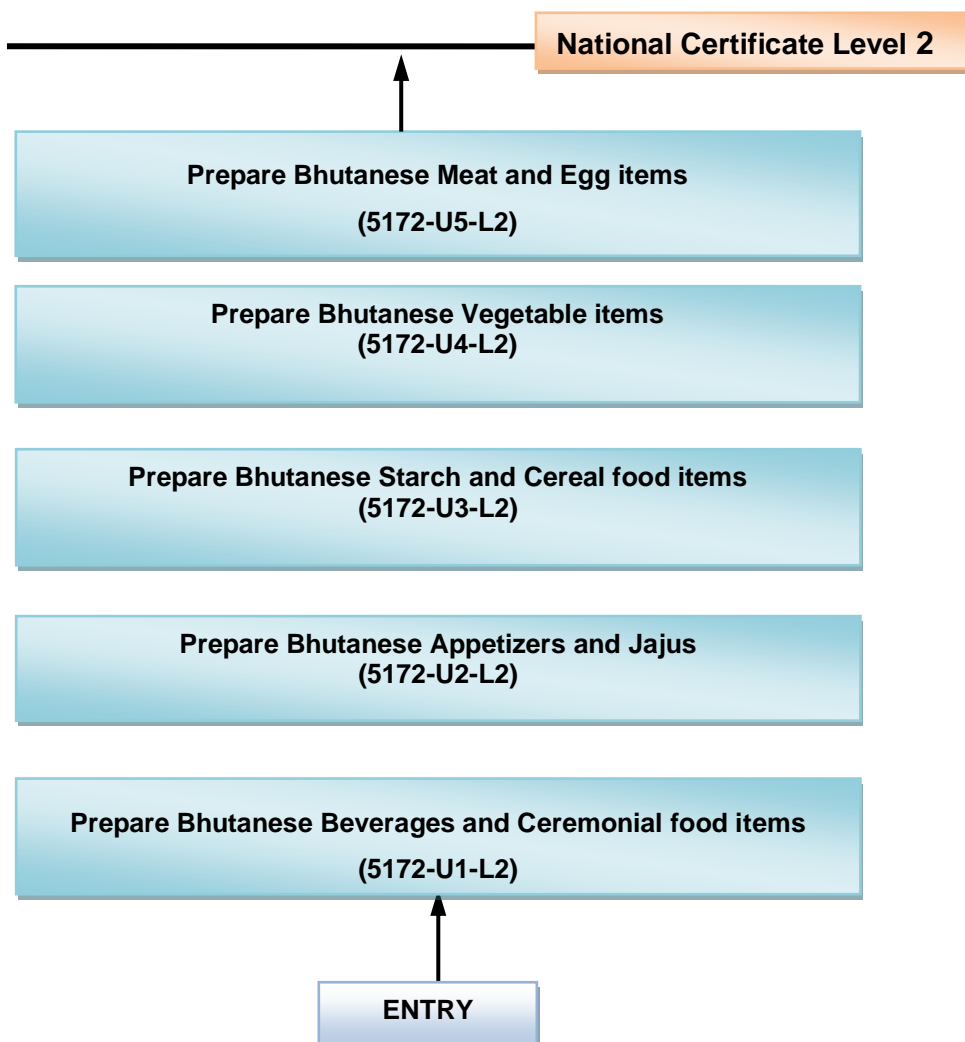 National Certificate Level 2
Prepare Bhutanese Meat and Egg items
(5172-U5-L2)
Prepare Bhutanese Vegetable items
(5172-U4-L2)
Prepare Bhutanese Starch and Cereal food items
(5172-U3-L2)
Prepare Bhutanese Appetizers and Jajus
(5172-U2-L2)
Prepare Bhutanese Beverages and Ceremonial food items
(5172-U1-L2)
ENTRY